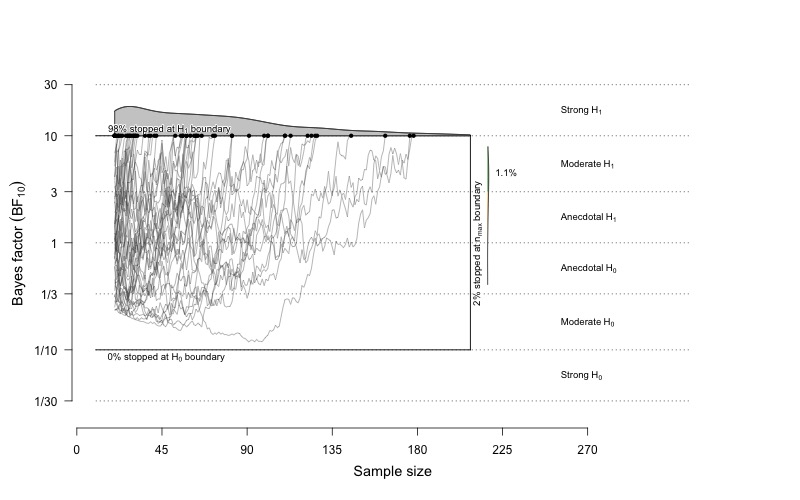 30
Strong H1
98% stopped at H1 boundary
10
Moderate H1
1.1%
3
Anecdotal H1
1
Anecdotal H0
2% stopped at nmax boundary
1/3
Moderate H0
1/10
0% stopped at H0 boundary
Strong H0
1/30
Bayes factor (BF10)
0 45 90 135 180 225 270
Sample size